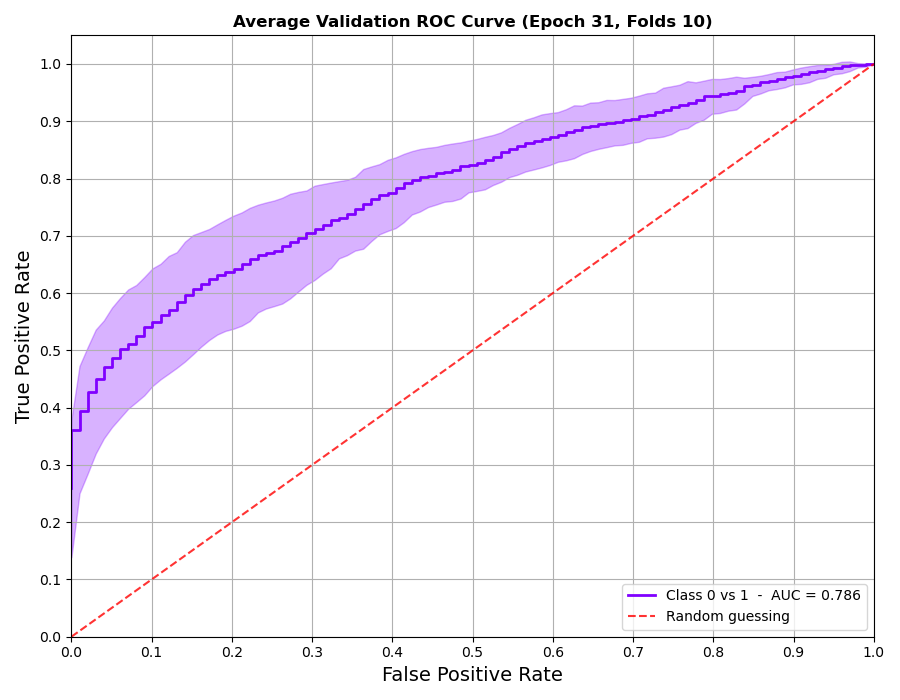 Average Validation ROC Curve (Epoch 31, Folds 10)
True Positive Rate
1.0
0.9
0.8
0.7
0.6
0.5
0.4
0.3
0.2
0.1
0.0
Class 0 vs 1 - AUC = 0.786
Random guessing
0.0 0.1 0.2 0.3 0.4 0.5 0.6 0.7 0.8 0.9 1.0
False Positive Rate